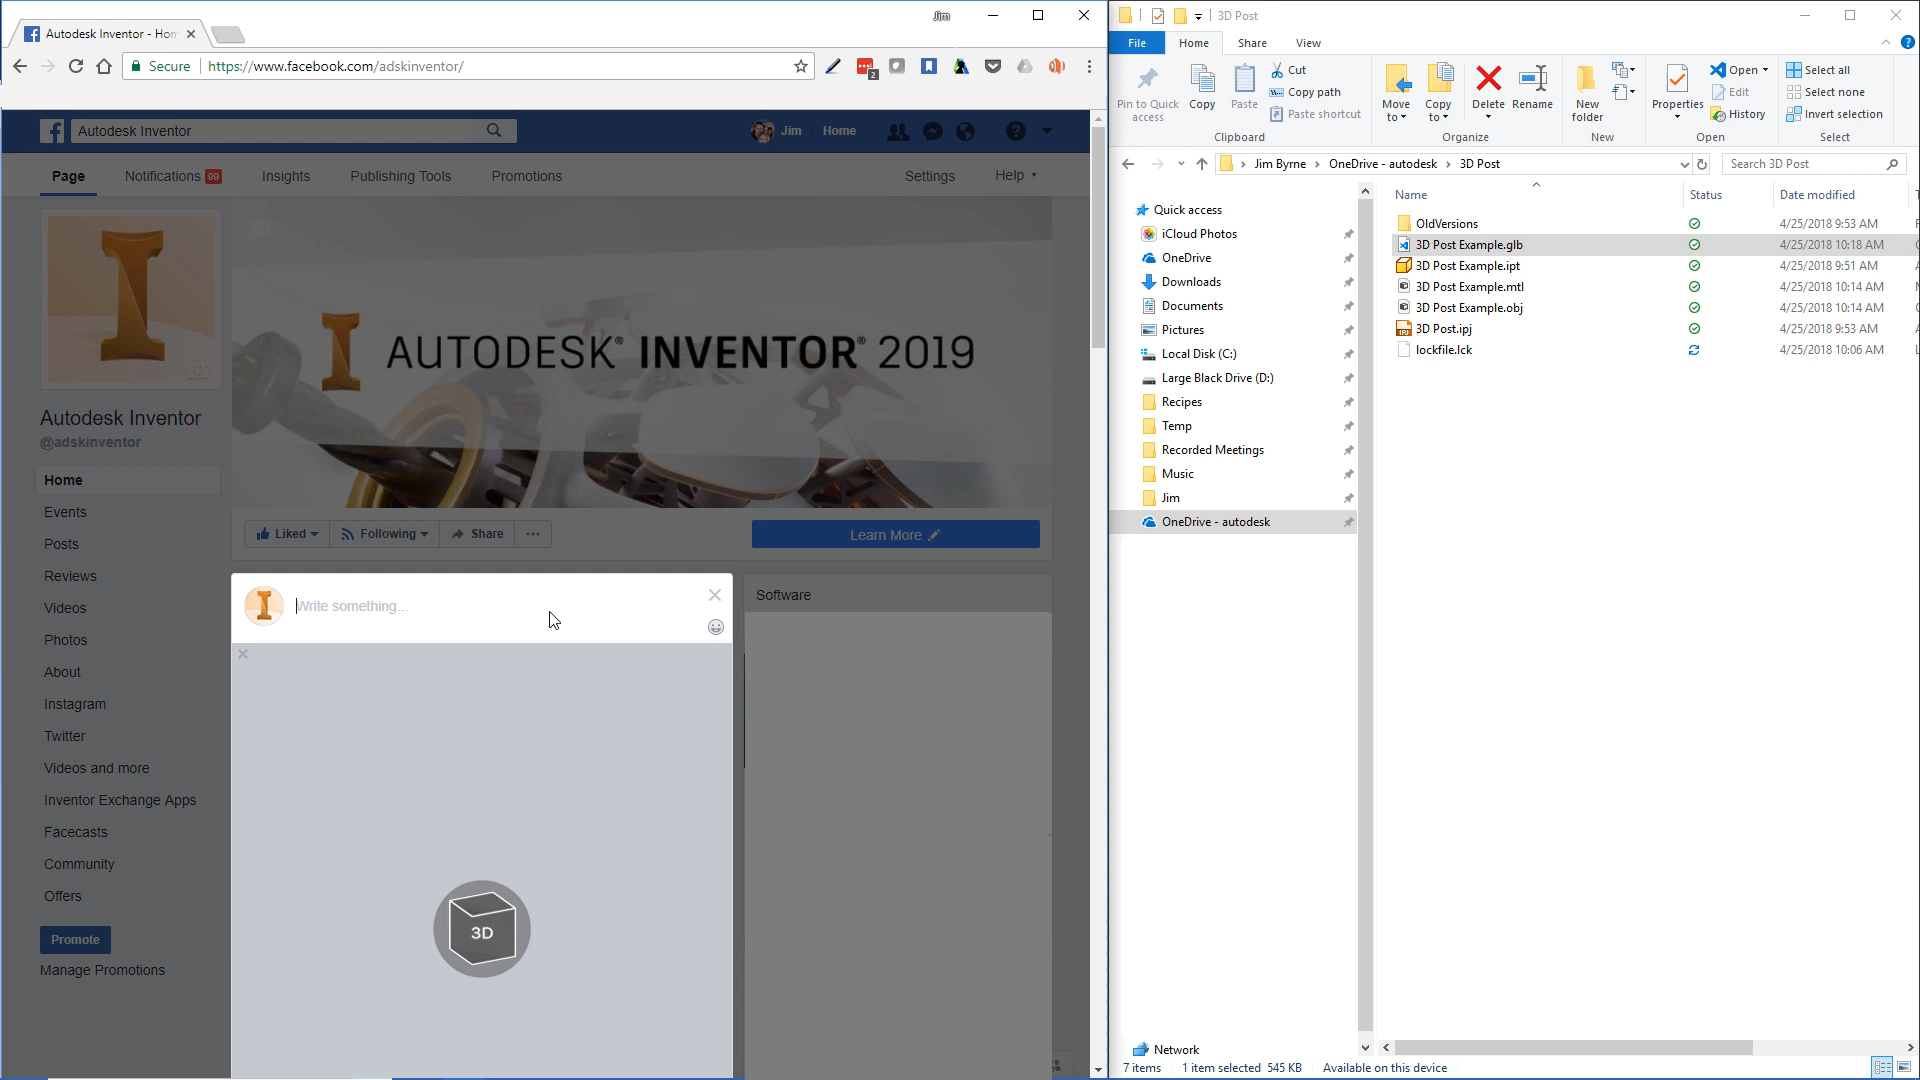 Jim
Autodesk Inventor - Hom
Secure
https://www.facebook.com/adskinventor/
2
Autodesk Inventor
Jim
Home
Page
Notifications 99
Insights
Publishing Tools
Promotions
Settings
Help
AUTODESK® INVENTOR® 2019
Autodesk Inventor
@adskinventor
Home
Events
Posts
Reviews
Videos
Photos
About
Instagram
Twitter
Videos and more
Inventor Exchange Apps
Facecasts
Community
Offers
Promote
Manage Promotions
Liked
Following
Share
Learn More
Write something...
3D
Software
3D Post
File
Home
Share
View
Pin to Quick access
Copy
Paste
Cut
Copy path
Paste shortcut
Clipboard
Move to
Copy to
Delete
Rename
Organize
New folder
New
Properties
Open
Edit
History
Open
Select all
Select none
Invert selection
Select
Jim Byrne
OneDrive - autodesk
3D Post
Search 3D Post
Quick access
iCloud Photos
OneDrive
Downloads
Documents
Pictures
Local Disk (C:)
Large Black Drive (D:)
Recipes
Temp
Recorded Meetings
Music
Jim
OneDrive - autodesk
Network
Name
Status
Date modified
OldVersions
4/25/2018 9:53 AM
3D Post Example.glb
4/25/2018 10:18 AM
3D Post Example.ipt
4/25/2018 9:51 AM
3D Post Example.mtl
4/25/2018 10:14 AM
3D Post Example.obj
4/25/2018 10:14 AM
3D Post.ipj
4/25/2018 9:53 AM
lockfile.lck
4/25/2018 10:06 AM
7 items
1 item selected 545 KB
Available on this device